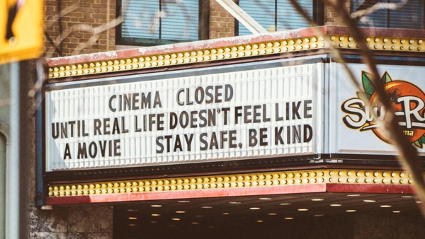 CINEMA CLOSED
UNTIL REAL LIFE DOESN'T FEEL LIKE
A MOVIE STAY SAFE. BE KIND